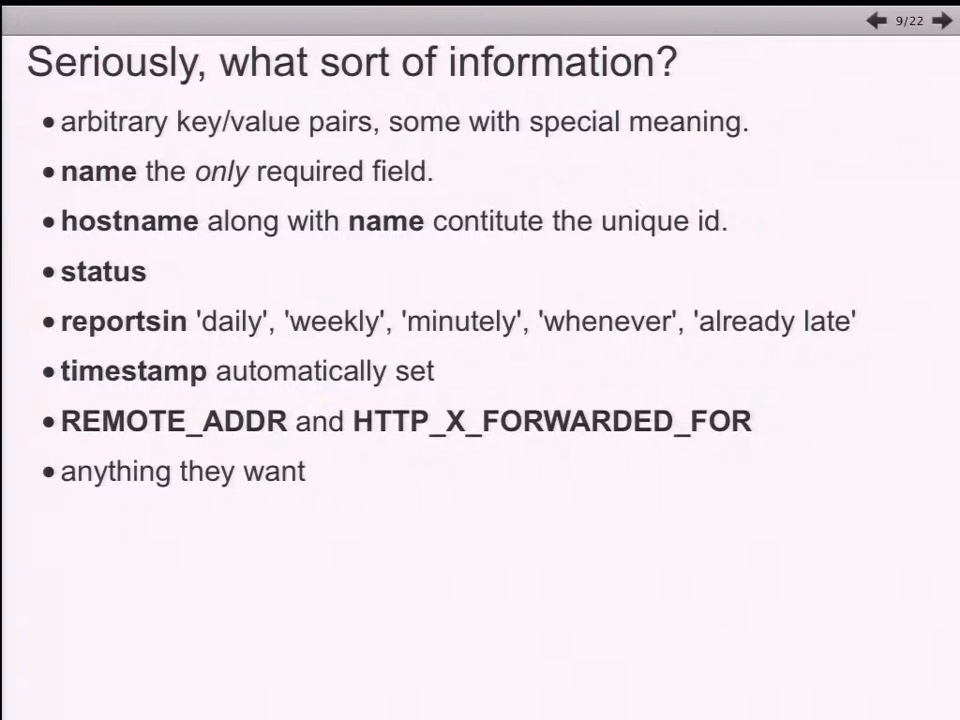 9/22
Seriously, what sort of information?
• arbitrary key/value pairs, some with special meaning.
• name the only required field.
• hostname along with name contitute the unique id.
• status
• reportsin 'daily', 'weekly', 'minutely', 'whenever', 'already late'
• timestamp automatically set
• REMOTE_ADDR and HTTP_X_FORWARDED_FOR
• anything they want